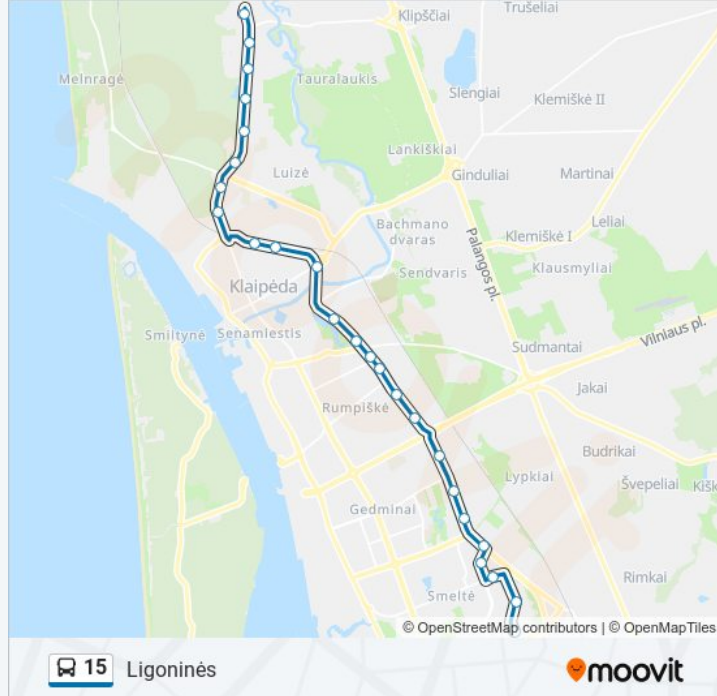 Klipščiai
Trušeliai
Melnragė
Tauralaukis
Slengiai
Klemiškė II
Lankiškiai
Luizė
Ginduliai
Martinai
Bachmano
dvaras
Palangos pl.
Klemiškė I
Leliai
Sendvaris
Klausmyliai
Klaipėda
Smiltynė
Senamiestis
Vilniaus pl.
Sudmantai
Jakai
Rumpiškė
Budrikai
Lypkiai
Švepeliai
Kišk
Gedminai
Rimkai
Smeltė
© OpenStreetMap contributors | © OpenMapTiles
15 Ligoninės
moovit